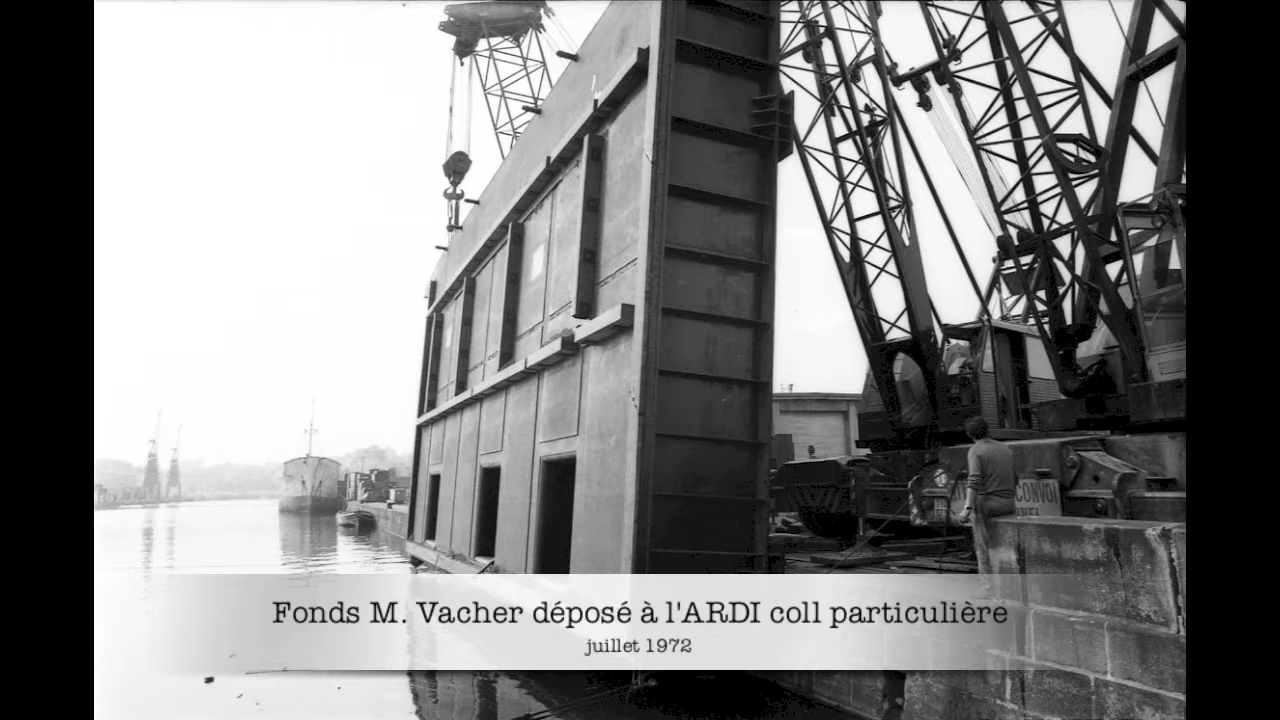 CONVOI
Fonds M. Vacher déposé à l'ARDI coll particulière
juillet 1972